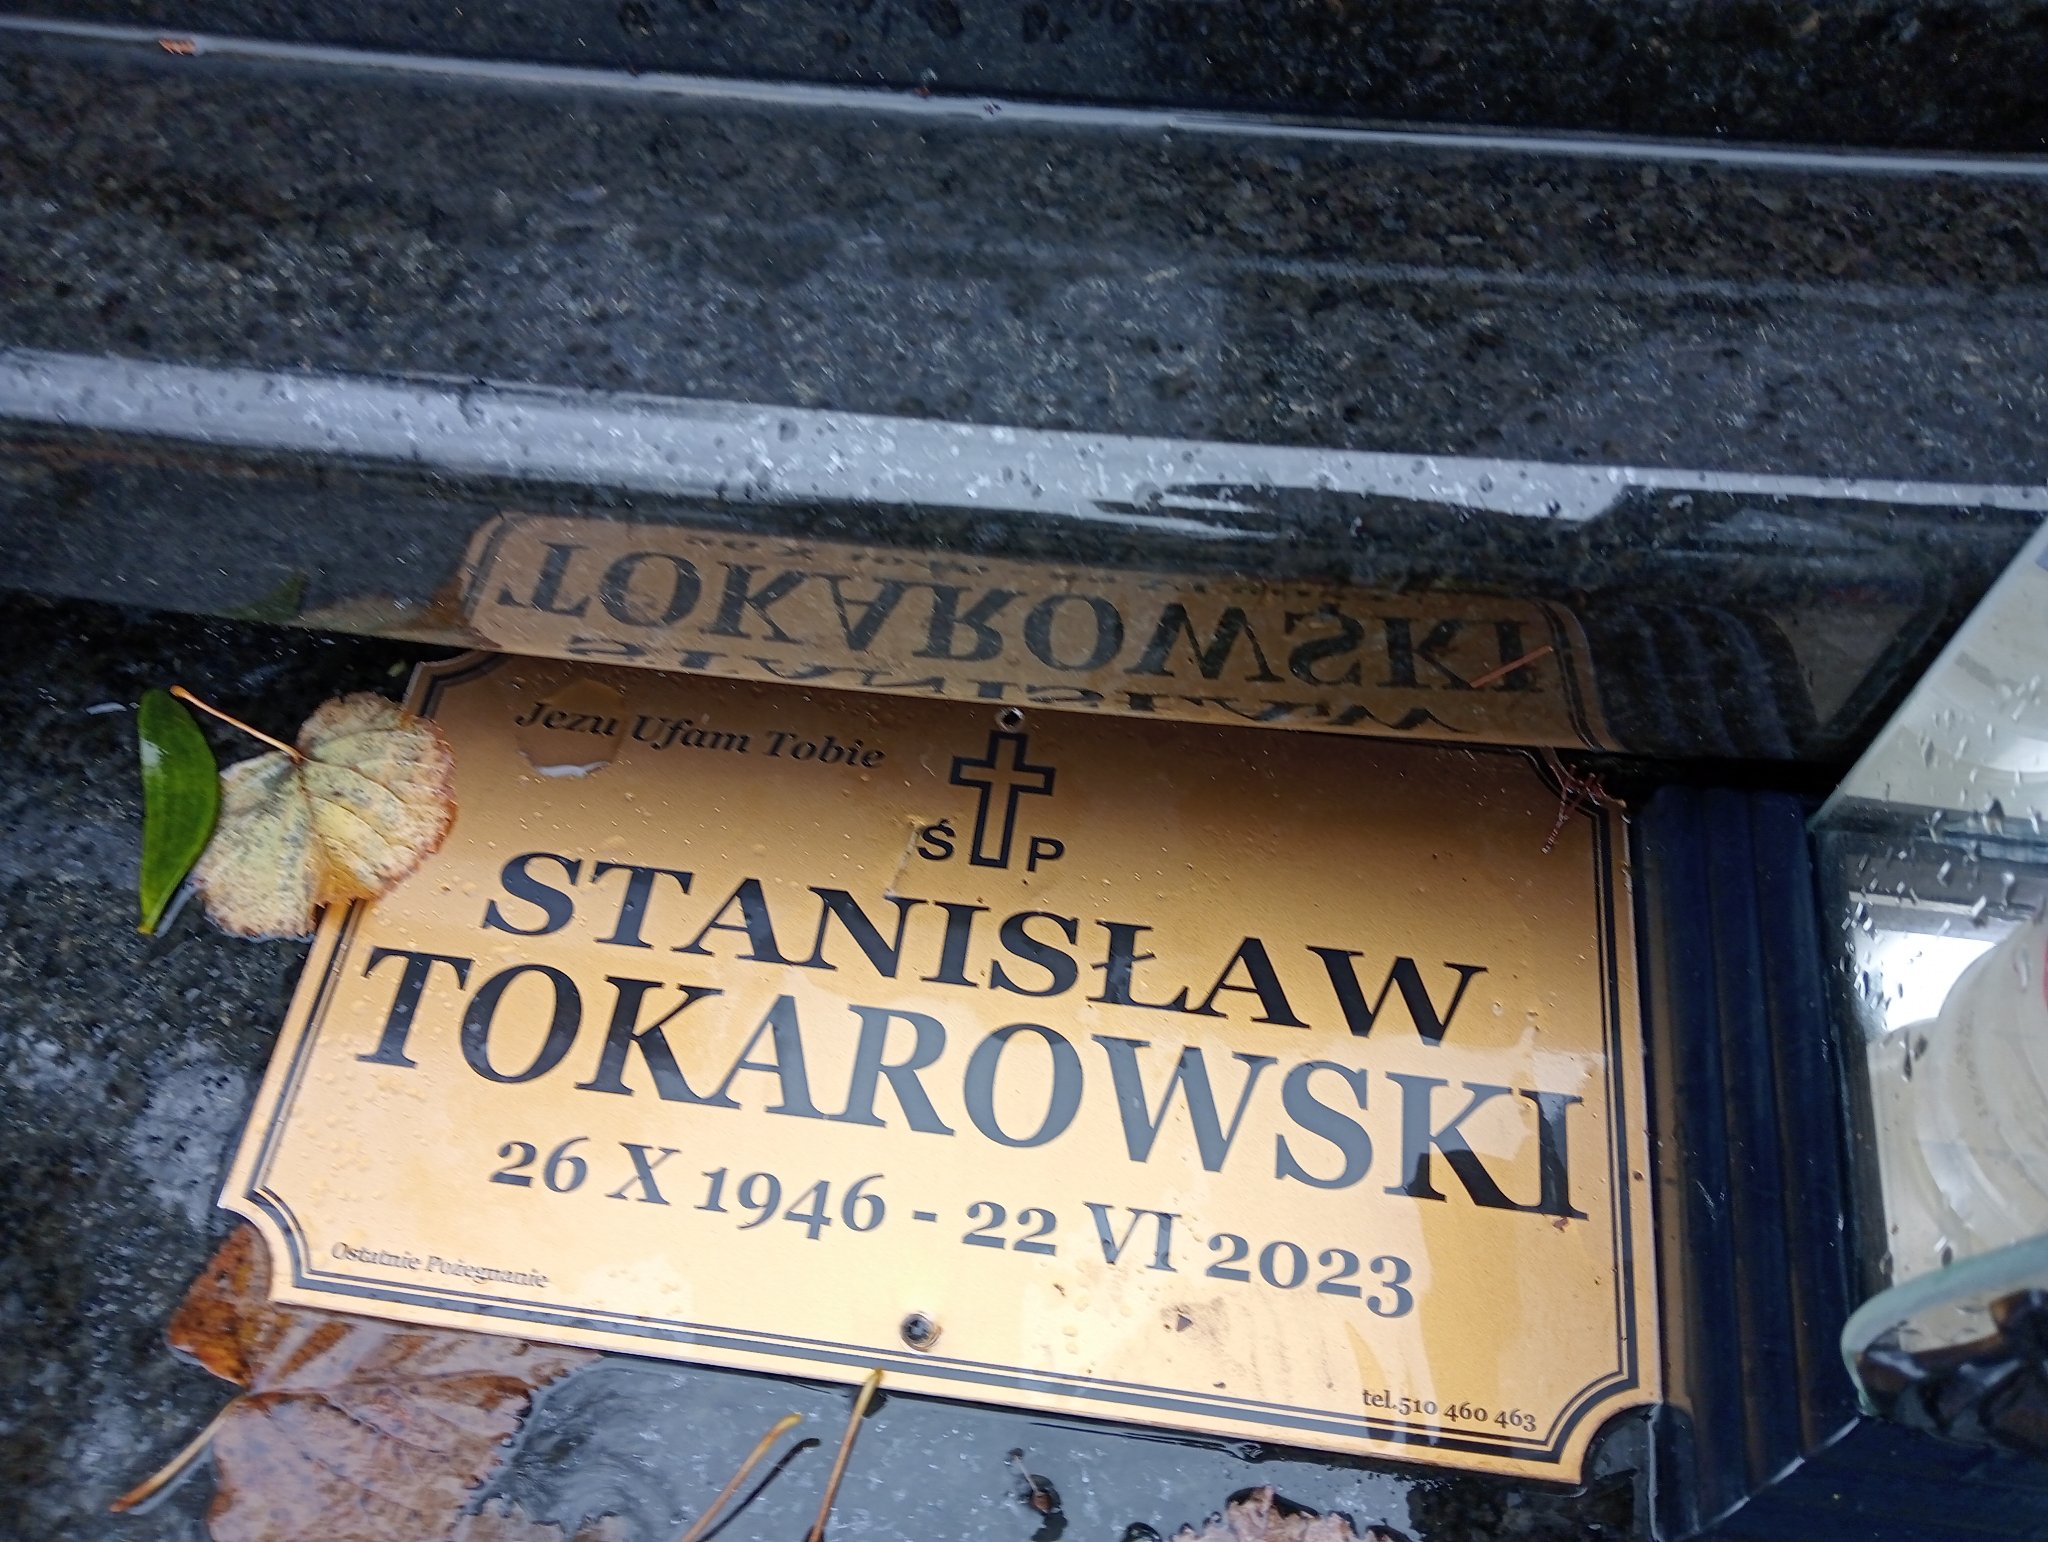 Jezu Ufam Tobie
Ś P
STANISŁAW
TOKAROWSKI
26 X 1946 - 22 VI 2023
Ostatnie Pożegnanie
tel.510 460 463